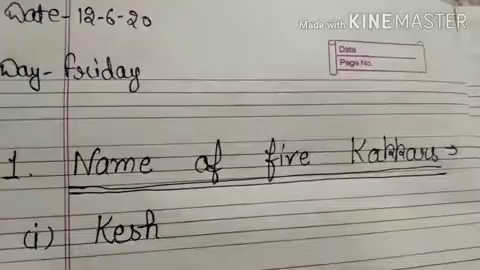 Date-12-6-20
Made with KINEMASTER
Date
Page No.
Day-friday
1. Name of five Kakkars →
(i) Kesh